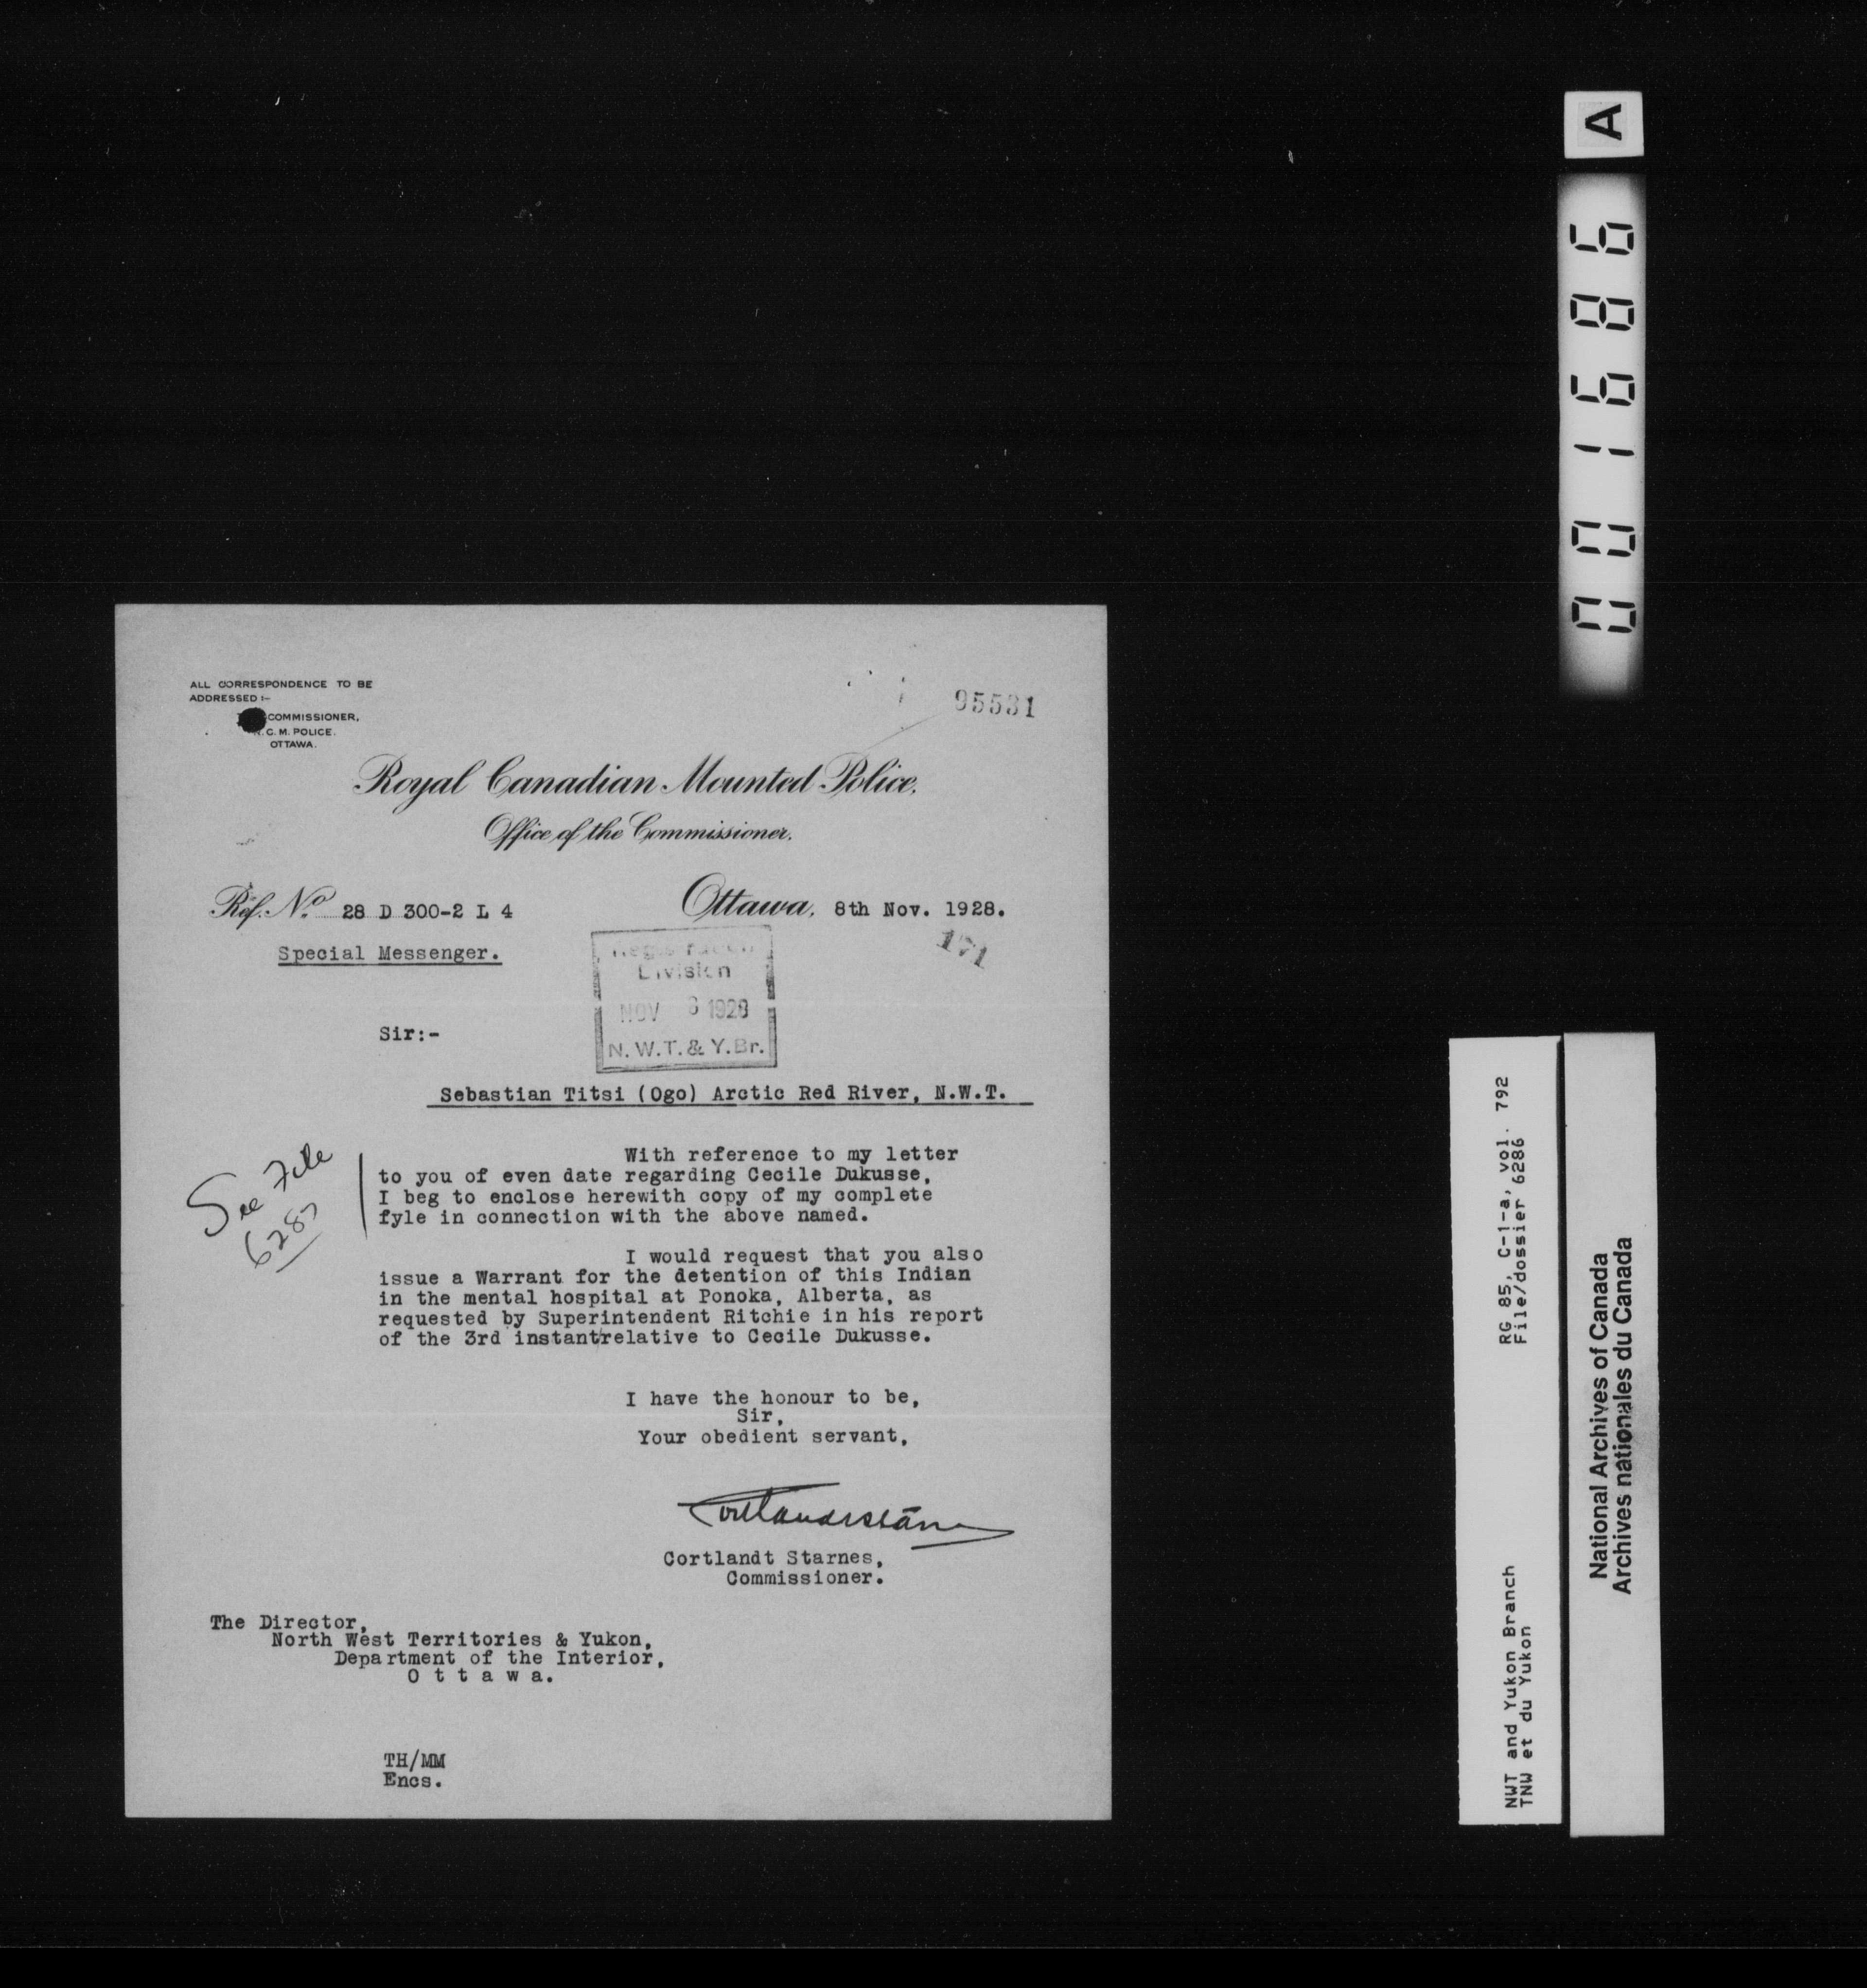 ALL CORRESPONDENCE TO BE
ADDRESSED :-
COMMISSIONER,
C. M. POLICE.
OTTAWA.
95531
Royal Canadian Mounted Police.
Office of the Commissioner.
Ref. No. 28 D 300-2 L 4
Ottawa, 8th Nov. 1928.
Special Messenger.
Registration
Division
NOV 8 1928
N. W. T. & Y. Br.
Sir:-
Sebastian Titsi (Ogo) Arctic Red River, N.W.T.
See File
6287
With reference to my letter
to you of even date regarding Cecile Dukusse,
I beg to enclose herewith copy of my complete
fyle in connection with the above named.
I would request that you also
issue a Warrant for the detention of this Indian
in the mental hospital at Ponoka, Alberta, as
requested by Superintendent Ritchie in his report
of the 3rd instant relative to Cecile Dukusse.
I have the honour to be,
Sir,
Your obedient servant,
Cortlandt Starnes
Cortlandt Starnes,
Commissioner.
The Director,
North West Territories & Yukon,
Department of the Interior,
O t t a w a.
TH/MM
Encs.
A
001686
RG 85, C-1-a, vol. 792
File/dossier 6286
NWT and Yukon Branch
TNW et du Yukon
National Archives of Canada
Archives nationales du Canada